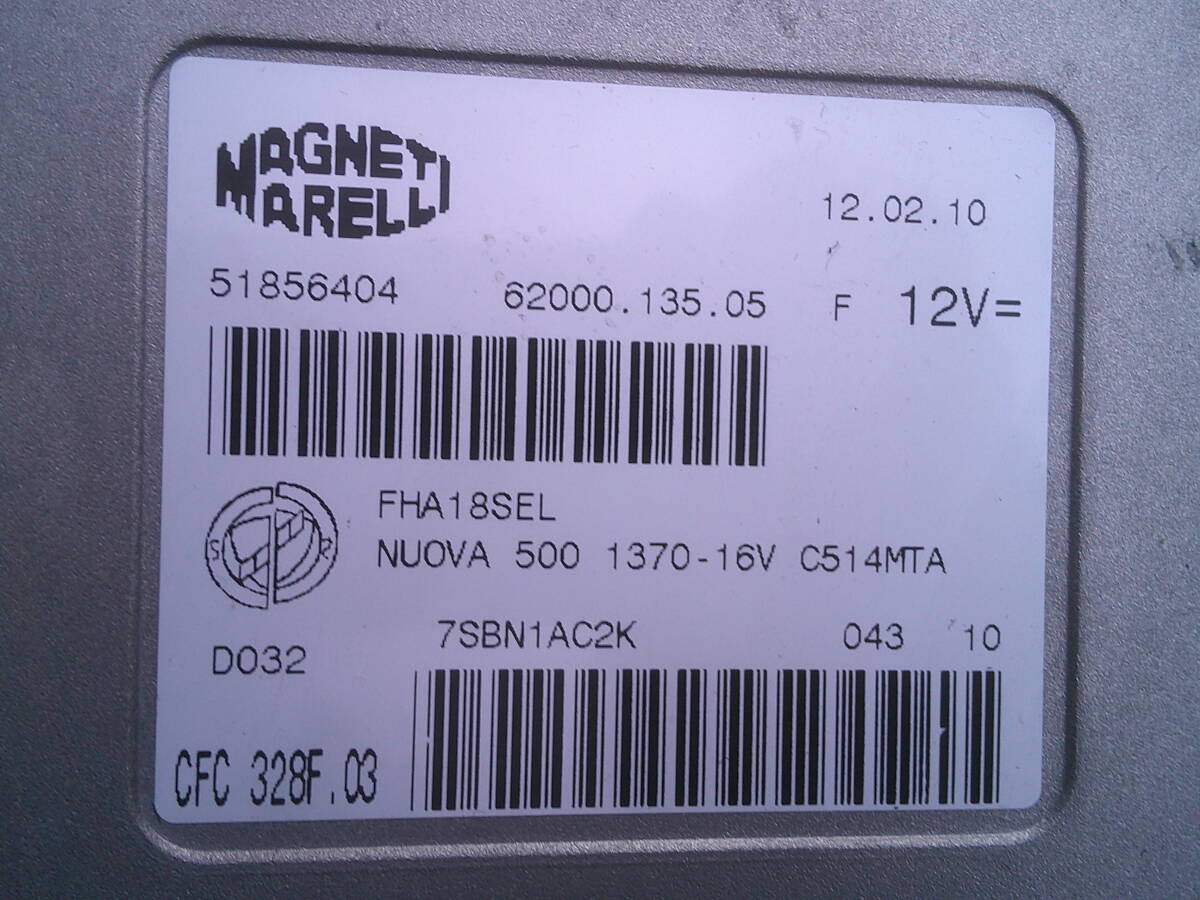 MAGNETI
MARELLI
12.02.10
51856404 62000.135.05 F 12V=
FHA18SEL
S R
NUOVA 500 1370-16V C514MTA
7SBN1AC2K 043 10
D032
CFC 328F.03